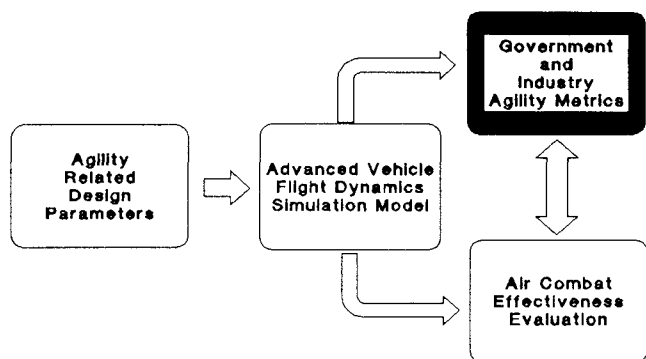 Government
and
Industry
Agility Metrics
Agility
Related
Design
Parameters
Advanced Vehicle
Flight Dynamics
Simulation Model
Air Combat
Effectiveness
Evaluation